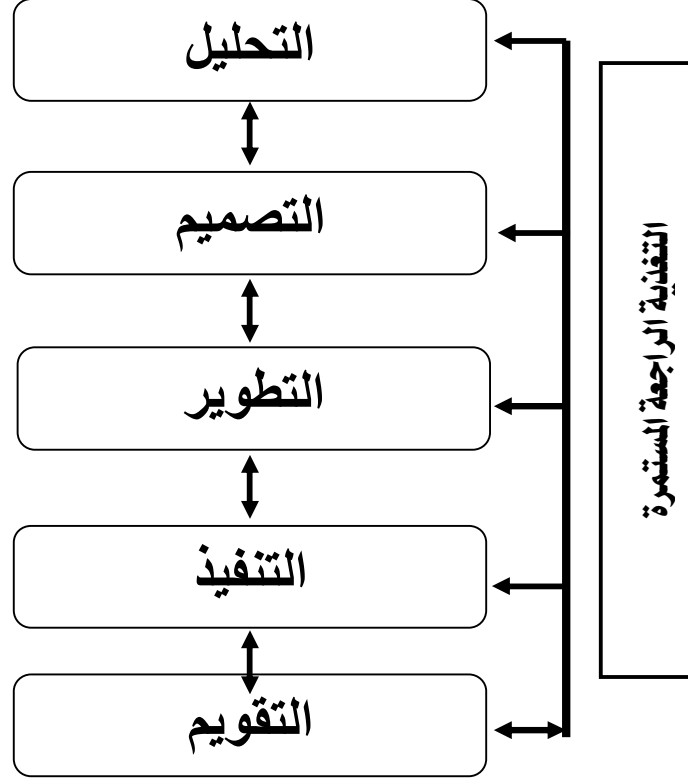 التحليل
التصميم
التطوير
التنفيذ
التقويم
التغذية الراجعة المستمرة